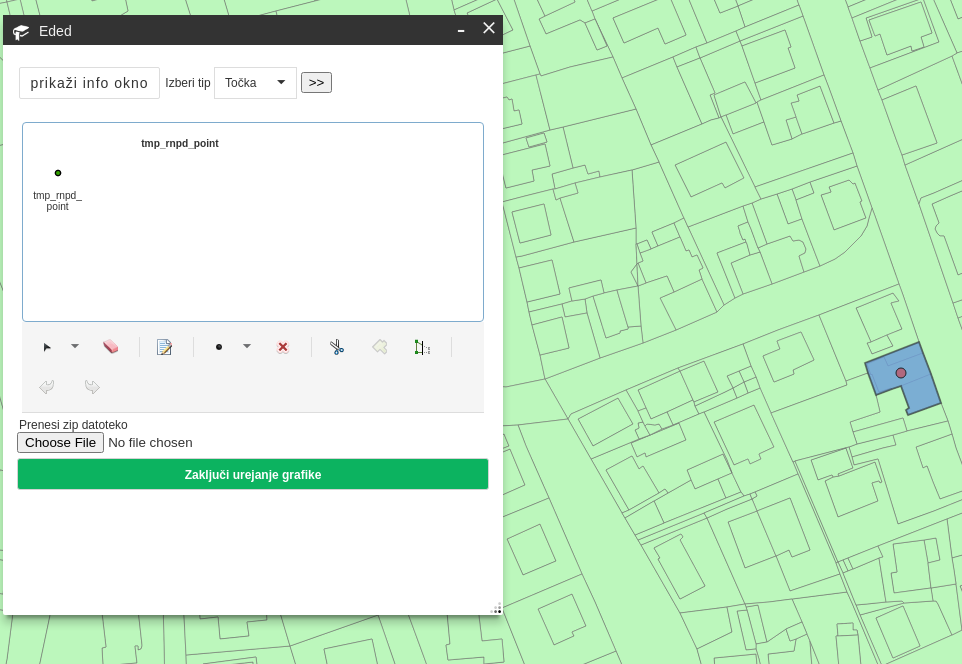 Eded
prikaži info okno Izberi tip Točka >>
tmp_rnpd_point
tmp_rnpd_
point
Prenesi zip datoteko
Choose File No file chosen
Zaključi urejanje grafike